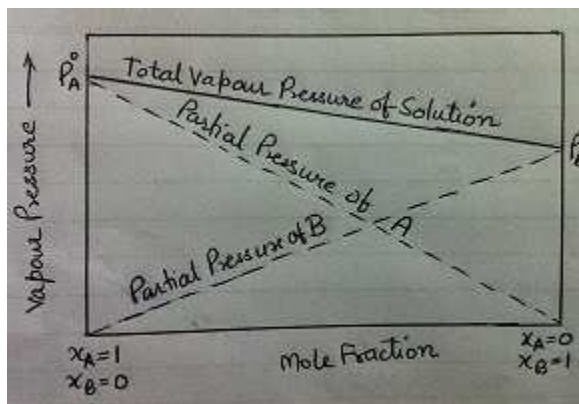 P°A
Total Vapour Pressure of Solution
Partial Pressure of A
Partial Pressure of B
Vapour Pressure
xA=1
xB=0
Mole Fraction
xA=0
xB=1